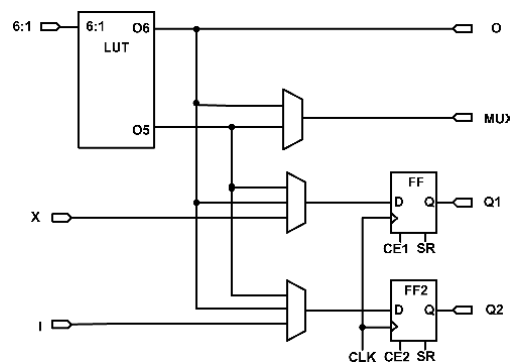 6:1 6:1 O6 O
LUT
O5 MUX
FF
X D Q Q1
CE1 SR
FF2
I D Q Q2
CLK CE2 SR